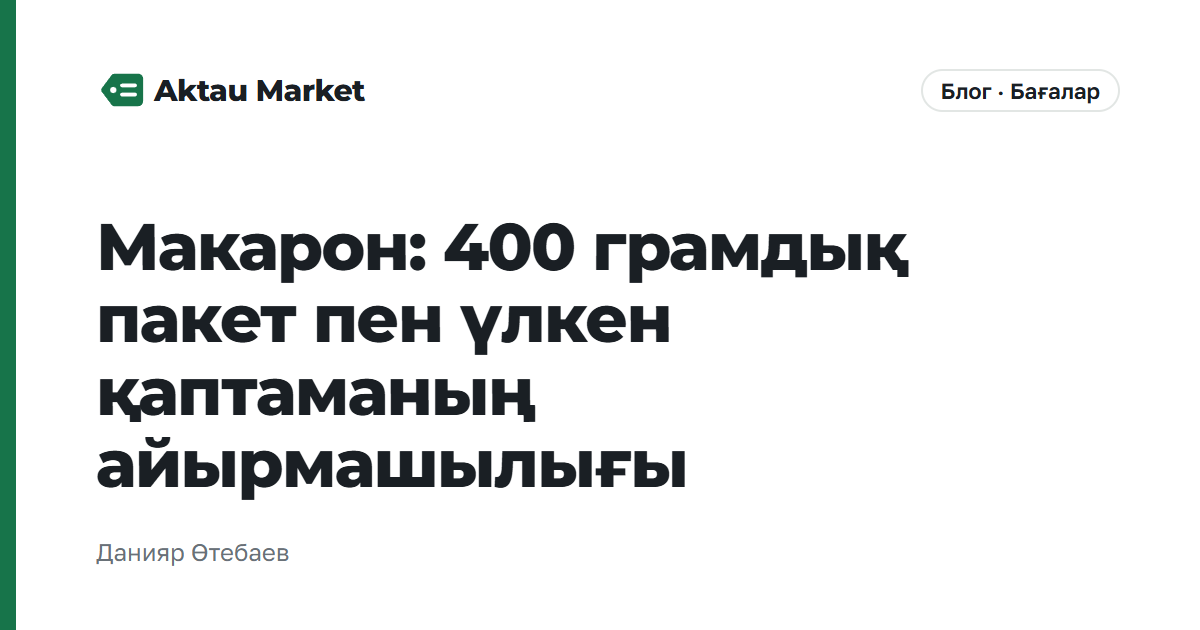 Aktau Market
Блог · Бағалар
Макарон: 400 грамдық
пакет пен үлкен
қаптаманың
айырмашылығы
Данияр Өтебаев